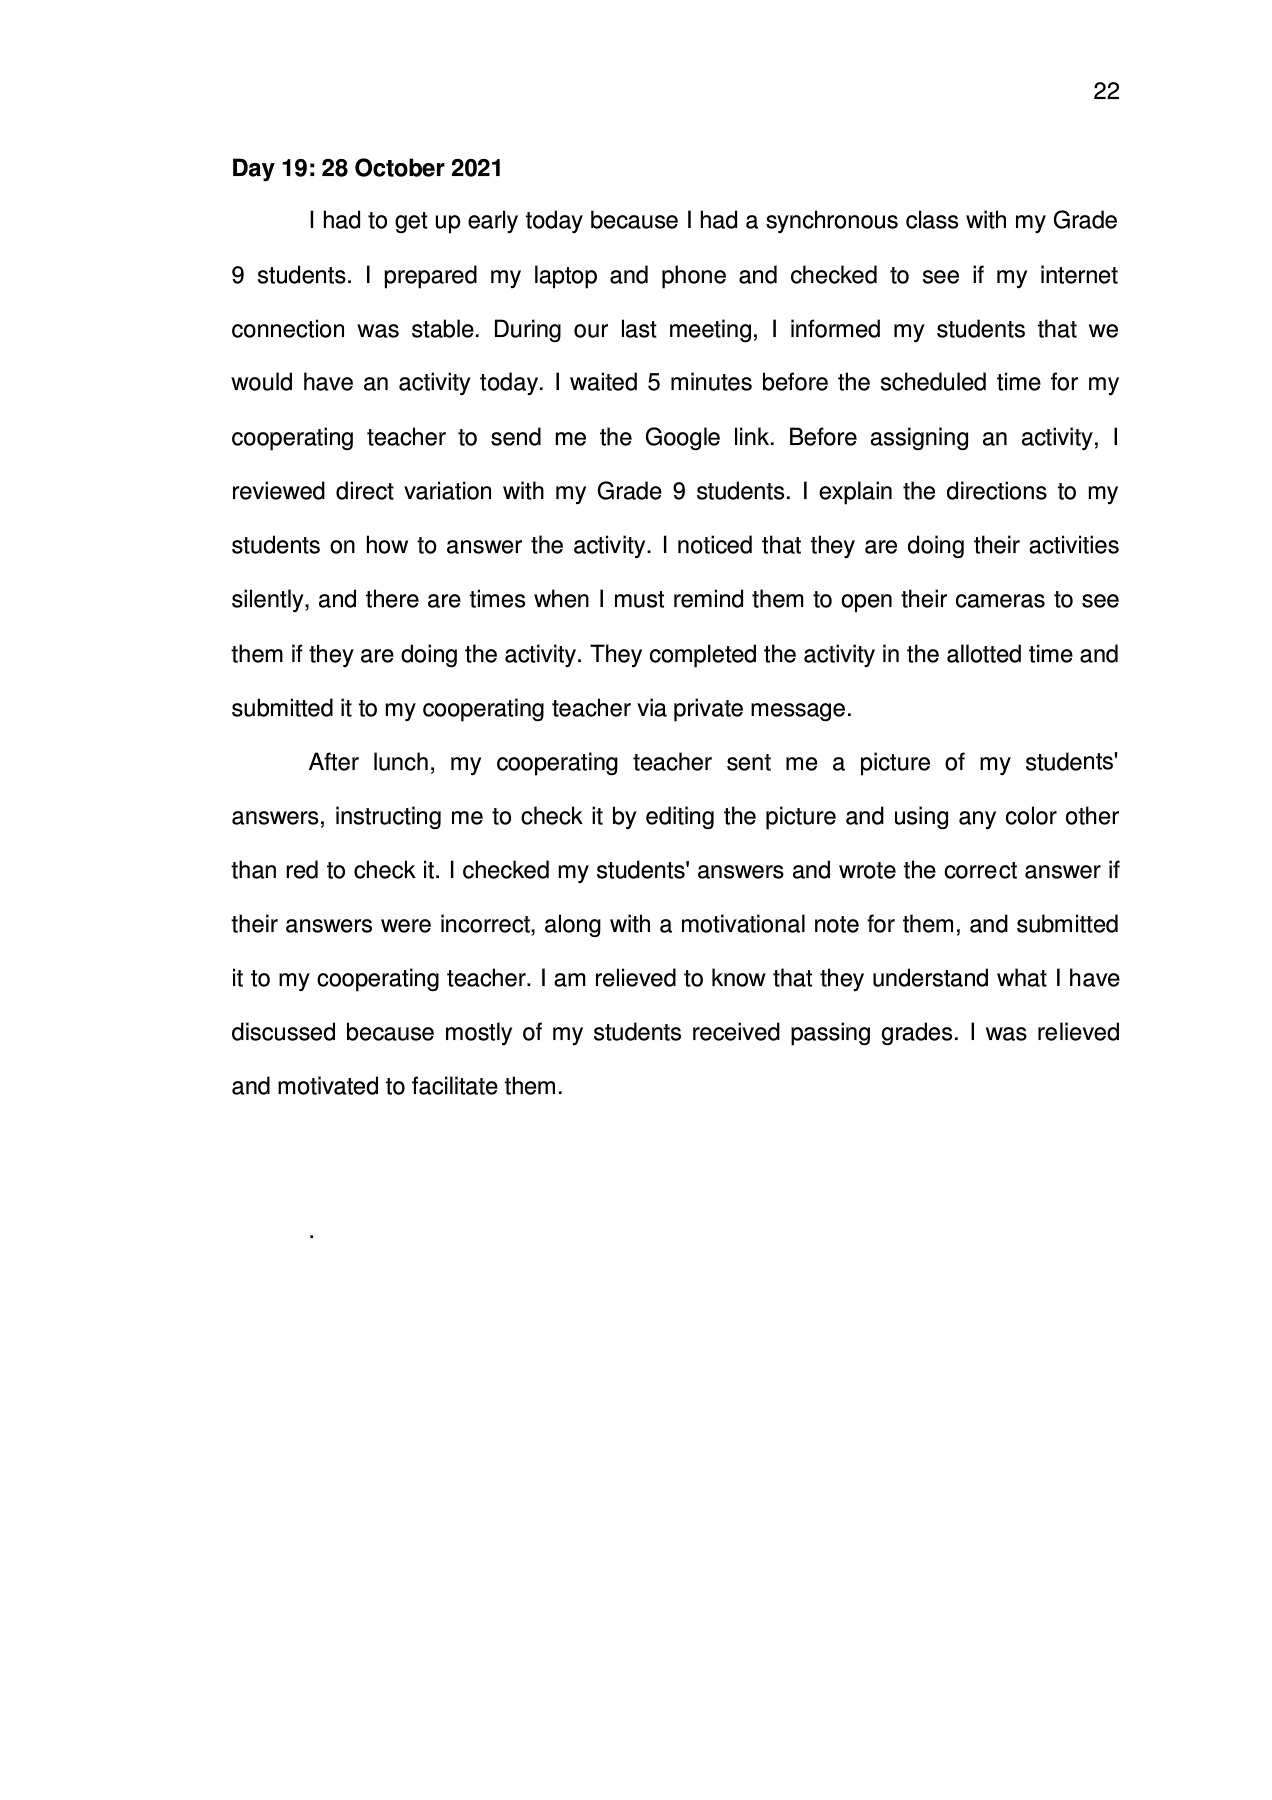 22
Day 19: 28 October 2021
I had to get up early today because I had a synchronous class with my Grade
9 students. I prepared my laptop and phone and checked to see if my internet
connection was stable. During our last meeting, I informed my students that we
would have an activity today. I waited 5 minutes before the scheduled time for my
cooperating teacher to send me the Google link. Before assigning an activity, I
reviewed direct variation with my Grade 9 students. I explain the directions to my
students on how to answer the activity. I noticed that they are doing their activities
silently, and there are times when I must remind them to open their cameras to see
them if they are doing the activity. They completed the activity in the allotted time and
submitted it to my cooperating teacher via private message.
After lunch, my cooperating teacher sent me a picture of my students'
answers, instructing me to check it by editing the picture and using any color other
than red to check it. I checked my students' answers and wrote the correct answer if
their answers were incorrect, along with a motivational note for them, and submitted
it to my cooperating teacher. I am relieved to know that they understand what I have
discussed because mostly of my students received passing grades. I was relieved
and motivated to facilitate them.
.